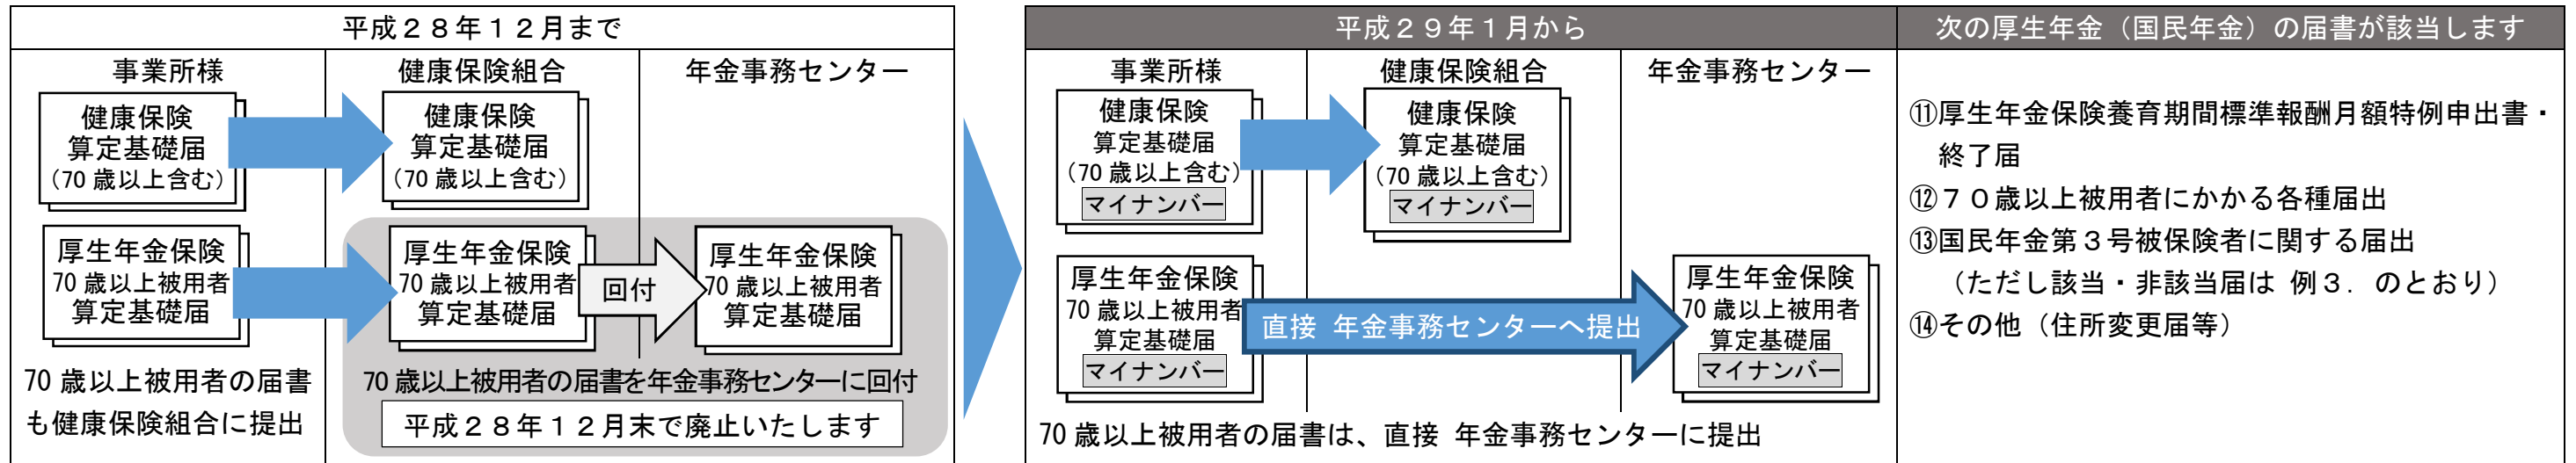 平成２８年１２月まで
事業所様
健康保険組合
年金事務センター
健康保険
算定基礎届
(70 歳以上含む)
健康保険
算定基礎届
(70 歳以上含む)
厚生年金保険
70 歳以上被用者
算定基礎届
厚生年金保険
70 歳以上被用者
算定基礎届
回付
厚生年金保険
70 歳以上被用者
算定基礎届
70 歳以上被用者の届書
も健康保険組合に提出
70 歳以上被用者の届書を年金事務センターに回付
平成２８年１２月末で廃止いたします
平成２９年１月から
事業所様
健康保険組合
年金事務センター
健康保険
算定基礎届
(70 歳以上含む)
マイナンバー
健康保険
算定基礎届
(70 歳以上含む)
マイナンバー
厚生年金保険
70 歳以上被用者
算定基礎届
マイナンバー
直接 年金事務センターへ提出
厚生年金保険
70 歳以上被用者
算定基礎届
マイナンバー
70 歳以上被用者の届書は、直接 年金事務センターに提出
次の厚生年金（国民年金）の届書が該当します
⑪厚生年金保険養育期間標準報酬月額特例申出書・
終了届
⑫７０歳以上被用者にかかる各種届出
⑬国民年金第３号被保険者に関する届出
（ただし該当・非該当届は 例３．のとおり）
⑭その他（住所変更届等）